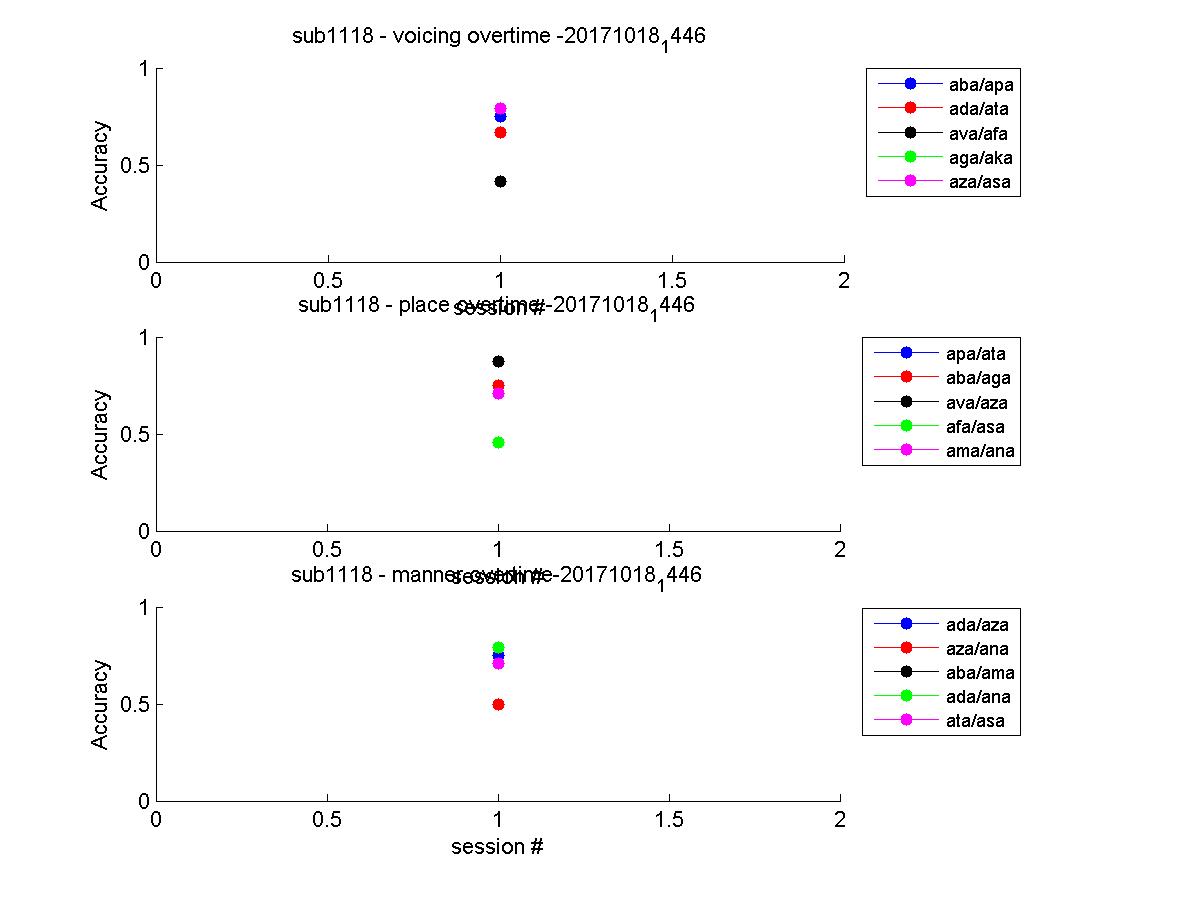 sub1118 - voicing overtime -20171018₁446
1
0.5
0
Accuracy
0
0.5
1
1.5
2
session #
aba/apa
ada/ata
ava/afa
aga/aka
aza/asa
sub1118 - place overtime -20171018₁446
1
0.5
0
Accuracy
0
0.5
1
1.5
2
session #
apa/ata
aba/aga
ava/aza
afa/asa
ama/ana
sub1118 - manner overtime -20171018₁446
1
0.5
0
Accuracy
0
0.5
1
1.5
2
session #
ada/aza
aza/ana
aba/ama
ada/ana
ata/asa